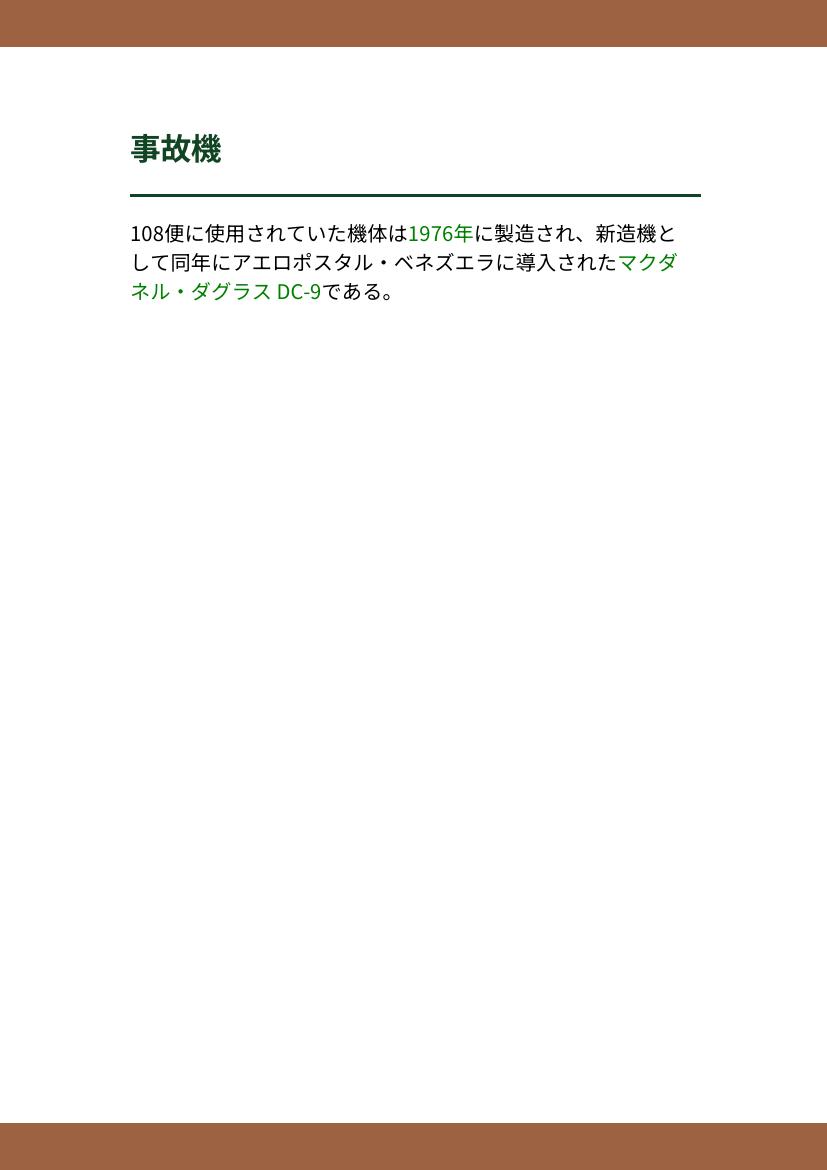 事故機
108便に使用されていた機体は1976年に製造され、新造機と
して同年にアエロポスタル・ベネズエラに導入されたマクダ
ネル・ダグラス DC-9である。